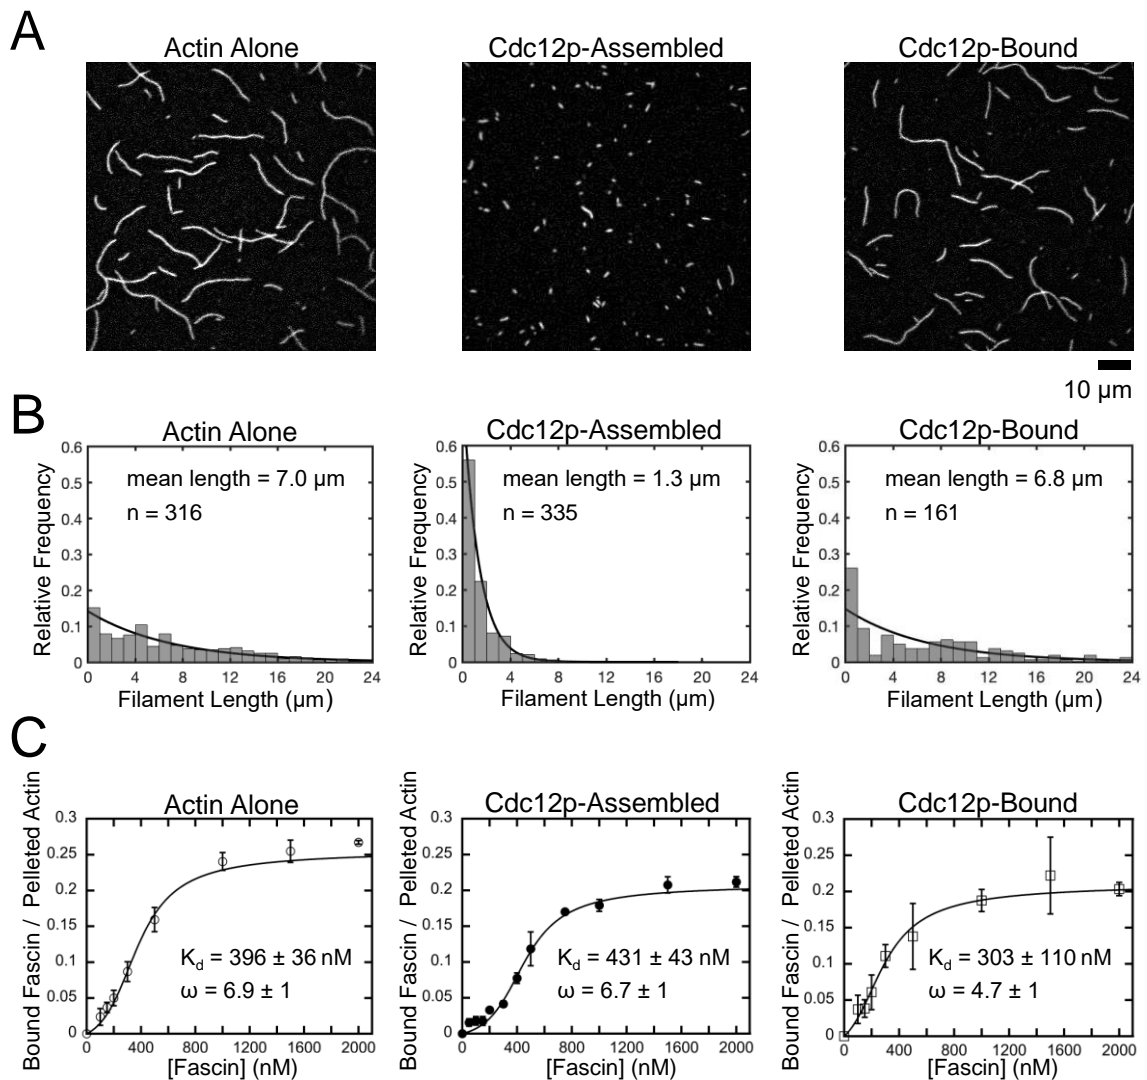 A
Actin Alone
Cdc12p-Assembled
Cdc12p-Bound
10 µm
B
Actin Alone
Cdc12p-Assembled
Cdc12p-Bound
Relative Frequency
0.6
0.5
0.4
0.3
0.2
0.1
0
mean length = 7.0 µm
n = 316
0 4 8 12 16 20 24
Filament Length (µm)
Relative Frequency
0.6
0.5
0.4
0.3
0.2
0.1
0
mean length = 1.3 µm
n = 335
0 4 8 12 16 20 24
Filament Length (µm)
Relative Frequency
0.6
0.5
0.4
0.3
0.2
0.1
0
mean length = 6.8 µm
n = 161
0 4 8 12 16 20 24
Filament Length (µm)
C
Actin Alone
Cdc12p-Assembled
Cdc12p-Bound
Bound Fascin / Pelleted Actin
0.3
0.25
0.2
0.15
0.1
0.05
0
Kd = 396 ± 36 nM
ω = 6.9 ± 1
0 400 800 1200 1600 2000
[Fascin] (nM)
Bound Fascin / Pelleted Actin
0.3
0.25
0.2
0.15
0.1
0.05
0
Kd = 431 ± 43 nM
ω = 6.7 ± 1
0 400 800 1200 1600 2000
[Fascin] (nM)
Bound Fascin / Pelleted Actin
0.3
0.25
0.2
0.15
0.1
0.05
0
Kd = 303 ± 110 nM
ω = 4.7 ± 1
0 400 800 1200 1600 2000
[Fascin] (nM)